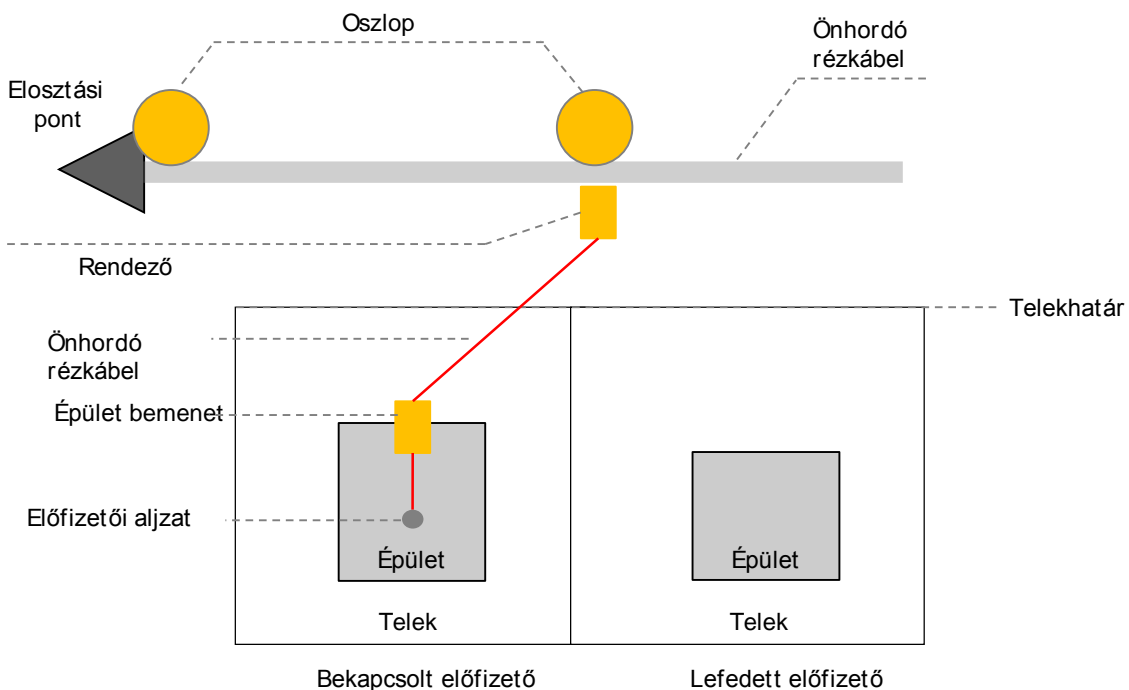 Oszlop
Önhordó
rézkábel
Elosztási
pont
Rendező
Telekhatár
Önhordó
rézkábel
Épület bemenet
Előfizetői aljzat
Épület
Épület
Telek
Telek
Bekapcsolt előfizető
Lefedett előfizető